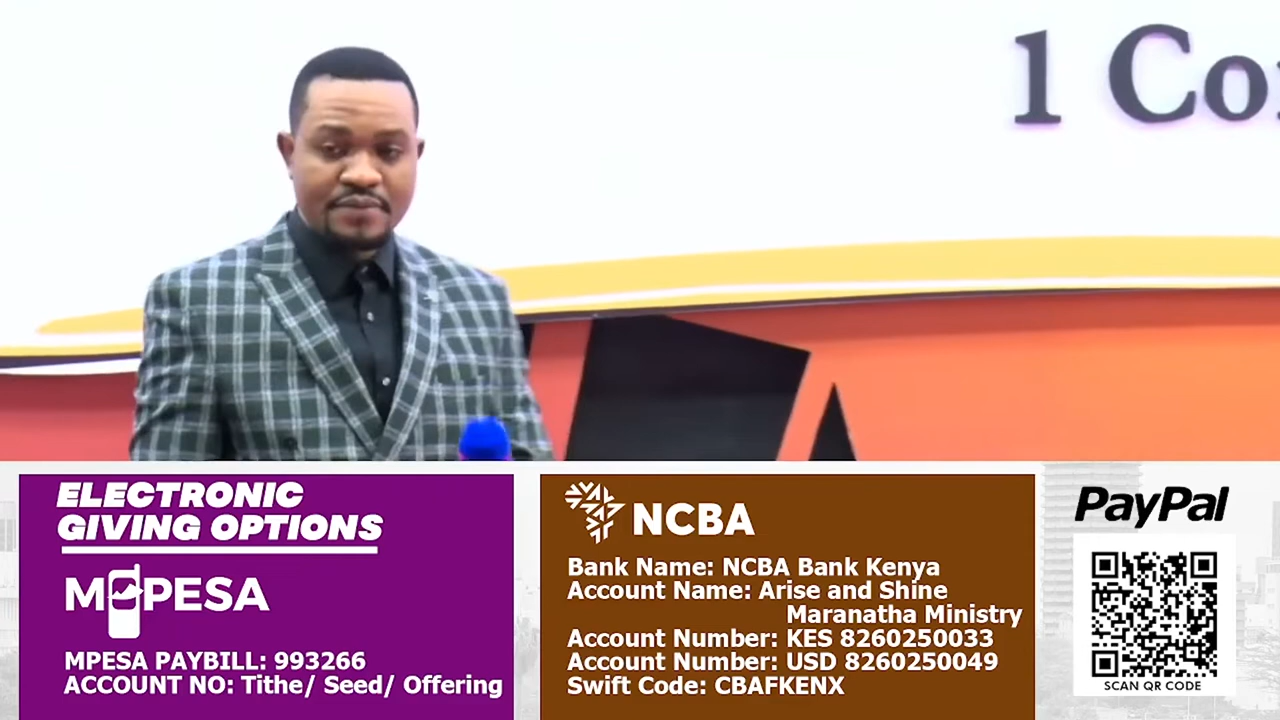 1 Co
ELECTRONIC
GIVING OPTIONS
M-PESA
MPESA PAYBILL: 993266
ACCOUNT NO: Tithe/ Seed/ Offering
NCBA
Bank Name: NCBA Bank Kenya
Account Name: Arise and Shine
Maranatha Ministry
Account Number: KES 8260250033
Account Number: USD 8260250049
Swift Code: CBAFKENX
PayPal
SCAN QR CODE